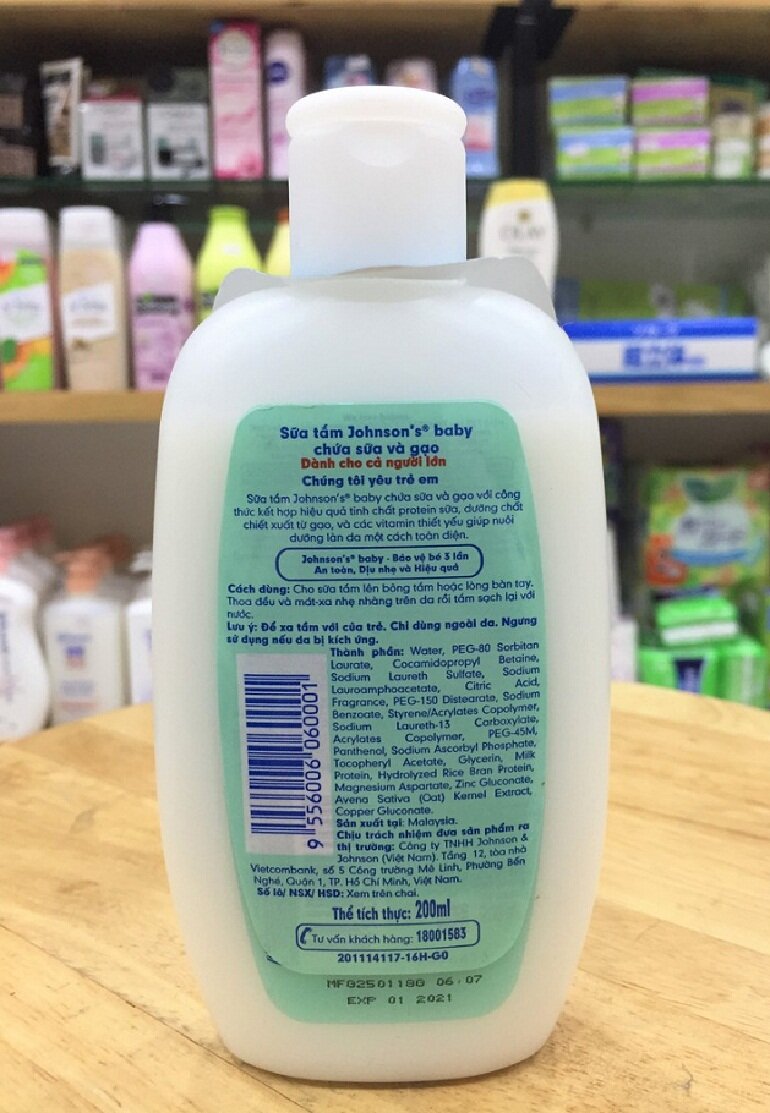 OLAY
Sữa tắm Johnson's® baby
chứa sữa và gạo
Dành cho cả người lớn
Chúng tôi yêu trẻ em
Sữa tắm Johnson's® baby chứa sữa và gạo với công
thức kết hợp hiệu quả tinh chất protein sữa, dưỡng chất
chiết xuất từ gạo, và các vitamin thiết yếu giúp nuôi
dưỡng làn da một cách toàn diện.
Johnson's® baby - Bảo vệ bé 3 lần
An toàn, Dịu nhẹ và Hiệu quả
Cách dùng: Cho sữa tắm lên bông tắm hoặc lòng bàn tay.
Thoa đều và mát-xa nhẹ nhàng trên da rồi tắm sạch lại với
nước.
Lưu ý: Để xa tầm với của trẻ. Chỉ dùng ngoài da. Ngưng
sử dụng nếu da bị kích ứng.
Thành phần: Water, PEG-80 Sorbitan
Laurate, Cocamidopropyl Betaine,
Sodium Laureth Sulfate, Sodium
Lauroamphoacetate, Citric Acid,
Fragrance, PEG-150 Distearate, Sodium
Benzoate, Styrene/Acrylates Copolymer,
Sodium Laureth-13 Carboxylate,
Acrylates Copolymer, PEG-45M,
Panthenol, Sodium Ascorbyl Phosphate,
Tocopheryl Acetate, Glycerin, Milk
Protein, Hydrolyzed Rice Bran Protein,
Magnesium Aspartate, Zinc Gluconate,
Avena Sativa (Oat) Kernel Extract,
Copper Gluconate.
Sản xuất tại: Malaysia.
Chịu trách nhiệm đưa sản phẩm ra
thị trường: Công ty TNHH Johnson &
Johnson (Việt Nam). Tầng 12, tòa nhà
Vietcombank, số 5 Công trường Mê Linh, Phường Bến
Nghé, Quận 1, TP. Hồ Chí Minh, Việt Nam.
Số lô/ NSX/ HSD: Xem trên chai.
9 556006 060001
Thể tích thực: 200ml
Tư vấn khách hàng: 18001583
201114117-16H-G0
MFG250118G 06:07
EXP 01 2021